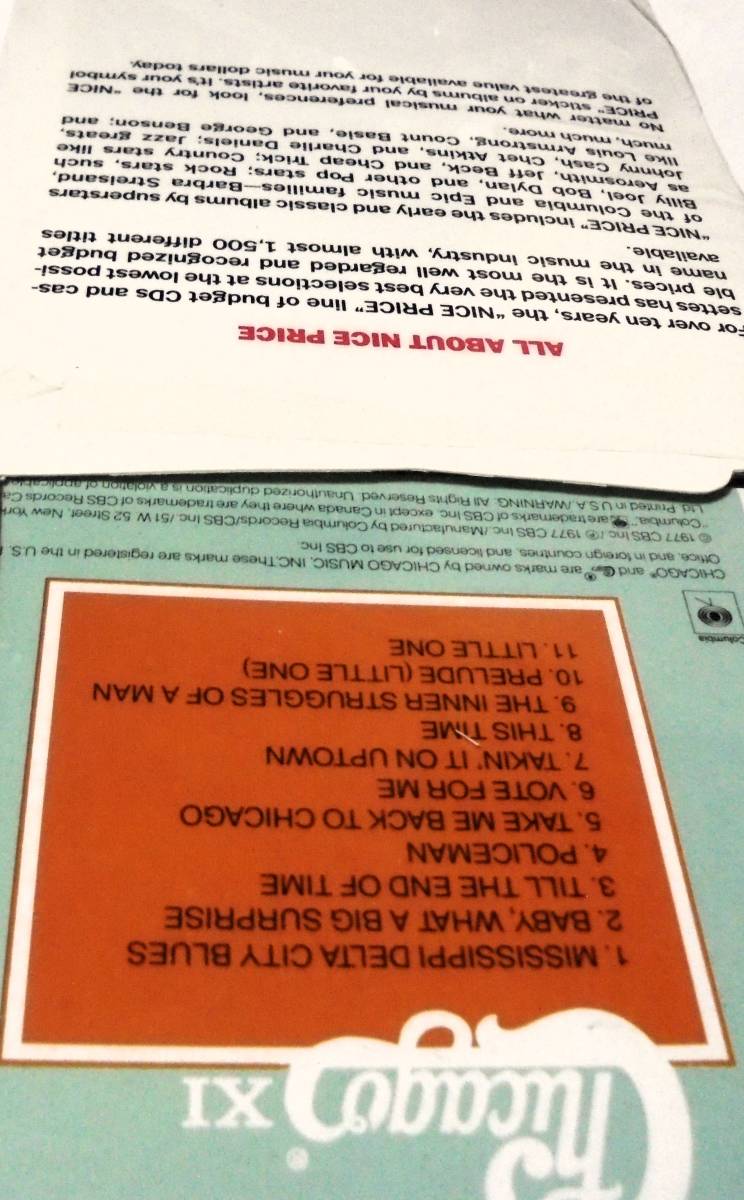 ALL ABOUT NICE PRICE
For over ten years, the "NICE PRICE" line of budget CDs and cas-
settes has presented the very best selections at the lowest possi-
ble prices. It is the most well regarded and recognized budget
name in the music industry, with almost 1,500 different titles
available.
"NICE PRICE" includes the early and classic albums by superstars
of the Columbia and Epic music families—Barbra Streisand,
Billy Joel, Bob Dylan, and other Pop stars; Rock stars, such
as Aerosmith, Jeff Beck, and Cheap Trick; Country stars like
Johnny Cash, Chet Atkins, and Charlie Daniels; Jazz greats,
like Louis Armstrong, Count Basie, and George Benson; and
much, much more.
No matter what your musical preferences, look for the "NICE
PRICE" sticker on albums by your favorite artists. It's your symbol
of the greatest value available for your music dollars today.
Chicago XI
®
1. MISSISSIPPI DELTA CITY BLUES
2. BABY, WHAT A BIG SURPRISE
3. TILL THE END OF TIME
4. POLICEMAN
5. TAKE ME BACK TO CHICAGO
6. VOTE FOR ME
7. TAKIN' IT ON UPTOWN
8. THIS TIME
9. THE INNER STRUGGLES OF A MAN
10. PRELUDE (LITTLE ONE)
11. LITTLE ONE
Columbia
CHICAGO® and ® are marks owned by CHICAGO MUSIC, INC. These marks are registered in the U.S.
Office, and in foreign countries, and licensed for use to CBS Inc.
© 1977 CBS Inc./℗ 1977 CBS Inc./Manufactured by Columbia Records/CBS Inc./51 W. 52 Street, New York
"Columbia," are trademarks of CBS Inc. except in Canada where they are trademarks of CBS Records Ca
Ltd. Printed in U.S.A./WARNING: All Rights Reserved. Unauthorized duplication is a violation of applicable